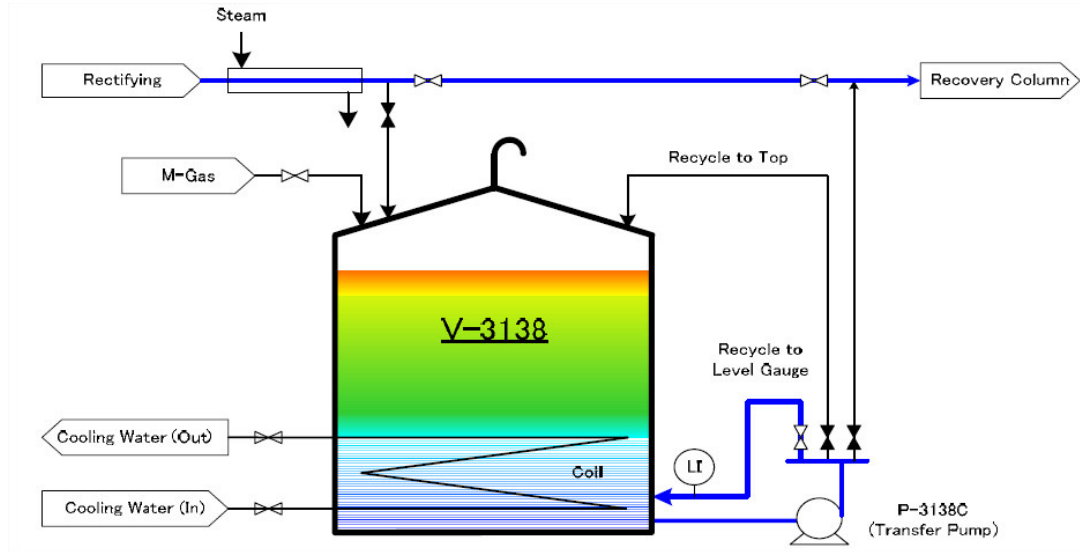 Steam
Rectifying
Recovery Column
M-Gas
Recycle to Top
V-3138
Recycle to
Level Gauge
Cooling Water (Out)
Coil
LI
Cooling Water (In)
P-3138C
(Transfer Pump)